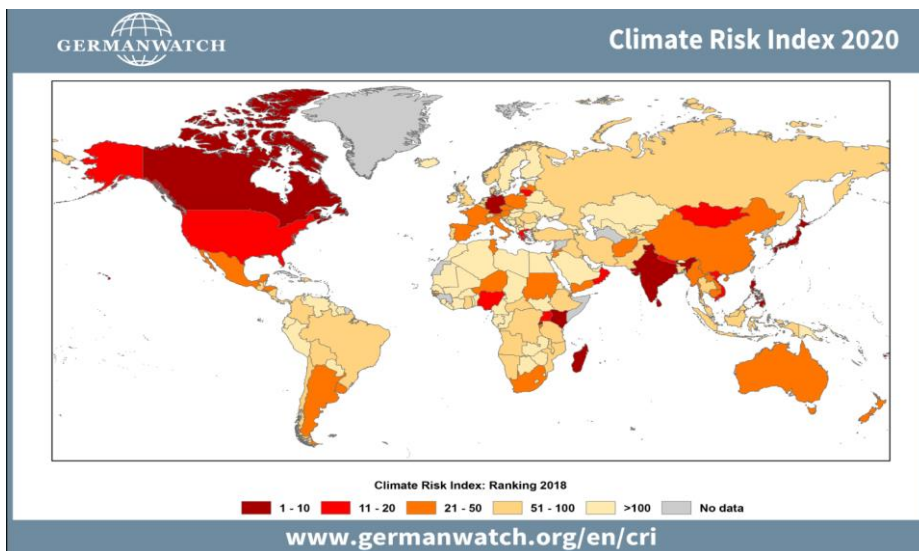 GERMANWATCH
Climate Risk Index 2020
Climate Risk Index: Ranking 2018
1 - 10 11 - 20 21 - 50 51 - 100 >100 No data
www.germanwatch.org/en/cri